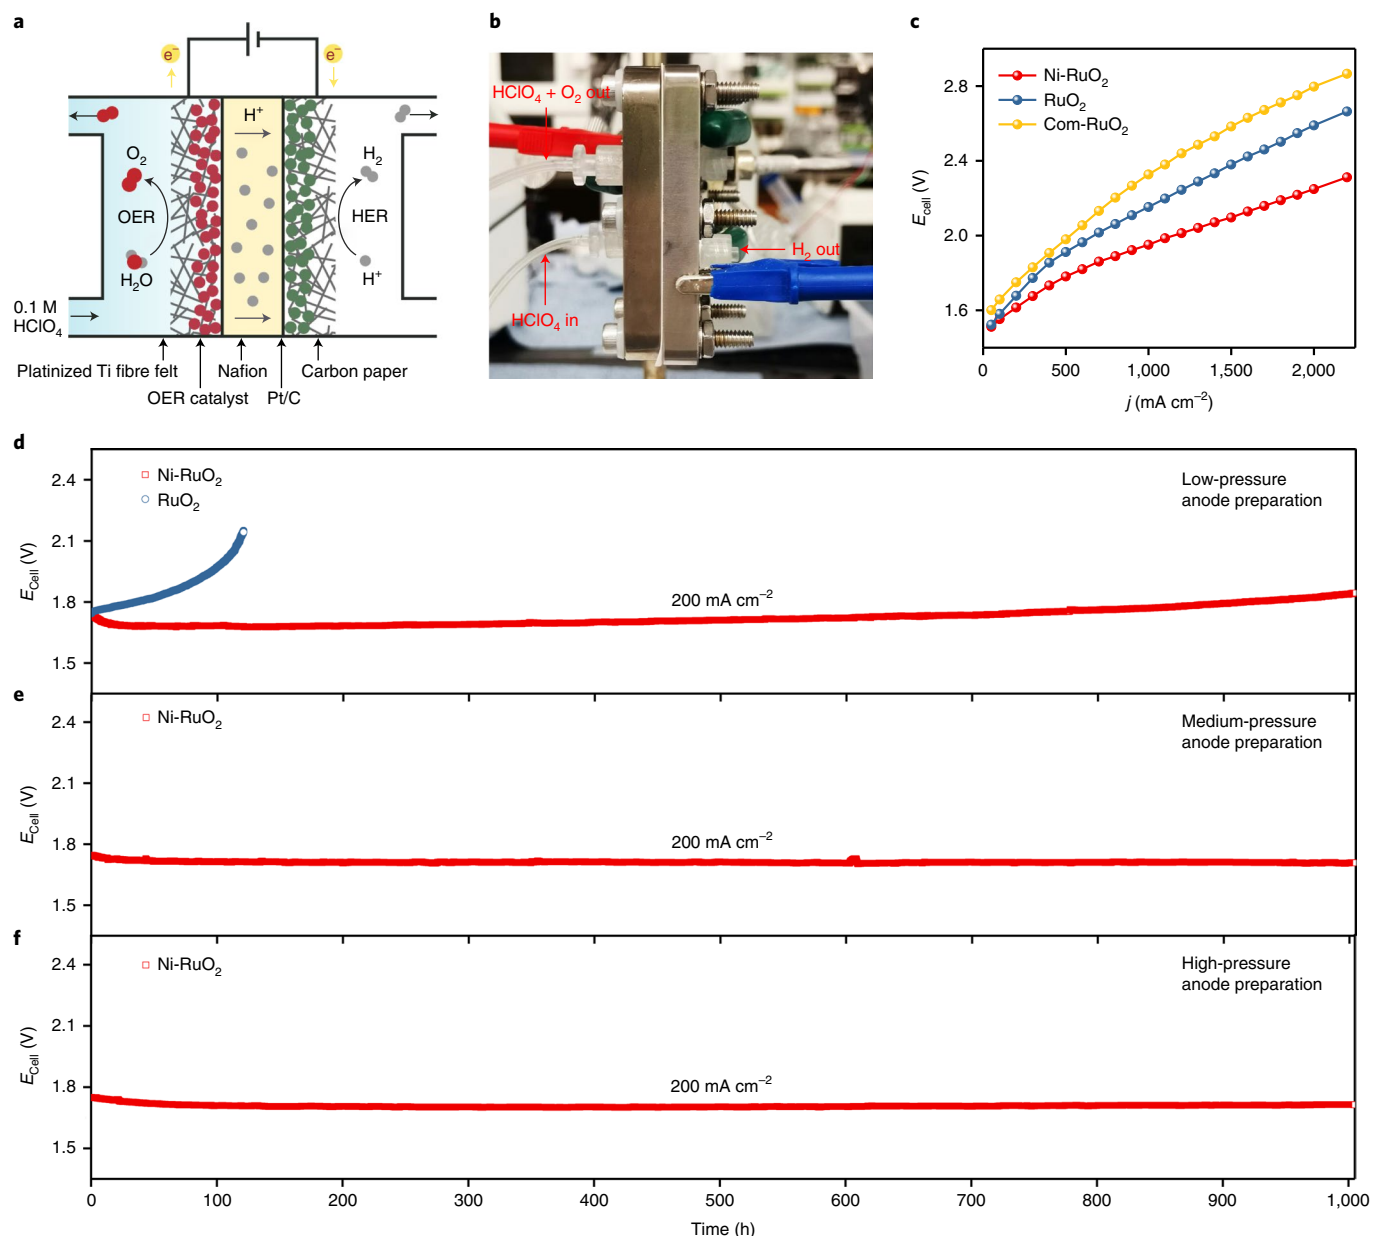 a
e⁻
e⁻
H⁺
O₂
OER
H₂O
H₂
HER
H⁺
0.1 M
HClO₄
Platinized Ti fibre felt
Nafion
Carbon paper
OER catalyst
Pt/C
b
HClO₄ + O₂ out
H₂ out
HClO₄ in
c
Ni-RuO₂
RuO₂
Com-RuO₂
2.8
2.4
2.0
1.6
E_cell (V)
0
500
1,000
1,500
2,000
j (mA cm⁻²)
d
Ni-RuO₂
RuO₂
Low-pressure
anode preparation
2.4
2.1
1.8
1.5
E_Cell (V)
200 mA cm⁻²
e
Ni-RuO₂
Medium-pressure
anode preparation
2.4
2.1
1.8
1.5
E_Cell (V)
200 mA cm⁻²
f
Ni-RuO₂
High-pressure
anode preparation
2.4
2.1
1.8
1.5
E_Cell (V)
200 mA cm⁻²
0
100
200
300
400
500
600
700
800
900
1,000
Time (h)